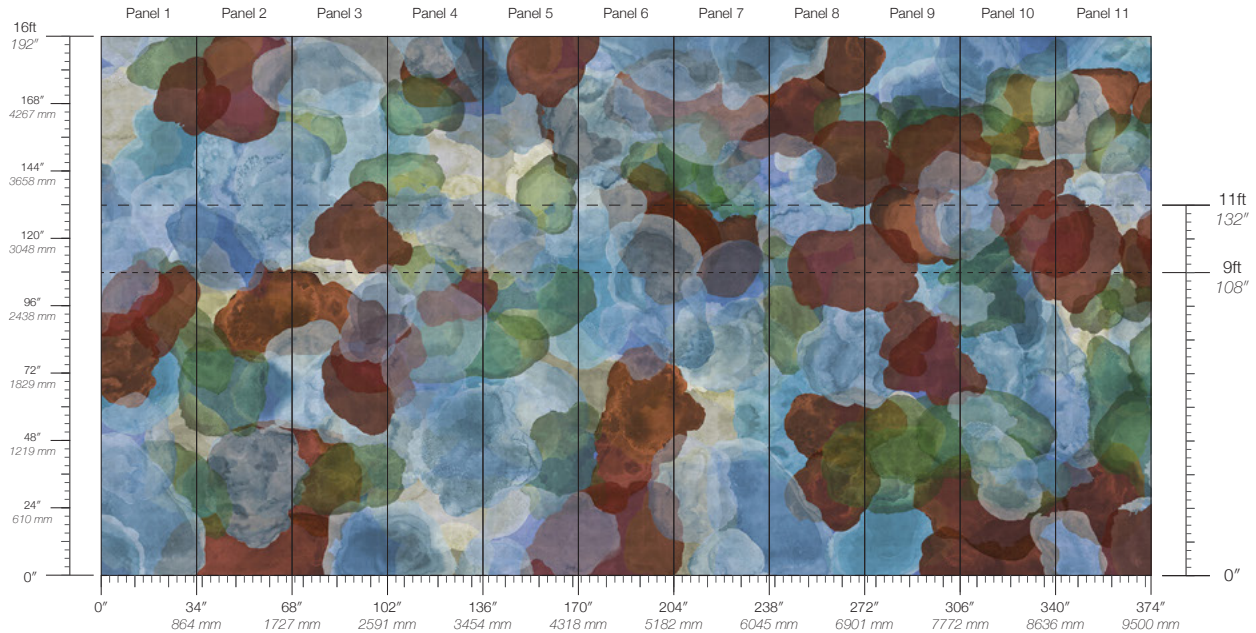 Panel 1 Panel 2 Panel 3 Panel 4 Panel 5 Panel 6 Panel 7 Panel 8 Panel 9 Panel 10 Panel 11
16ft
192″
168″
4267 mm
144″
3658 mm
120″
3048 mm
96″
2438 mm
72″
1829 mm
48″
1219 mm
24″
610 mm
0″
11ft
132″
9ft
108″
0″
0″ 34″ 68″ 102″ 136″ 170″ 204″ 238″ 272″ 306″ 340″ 374″
864 mm 1727 mm 2591 mm 3454 mm 4318 mm 5182 mm 6045 mm 6901 mm 7772 mm 8636 mm 9500 mm